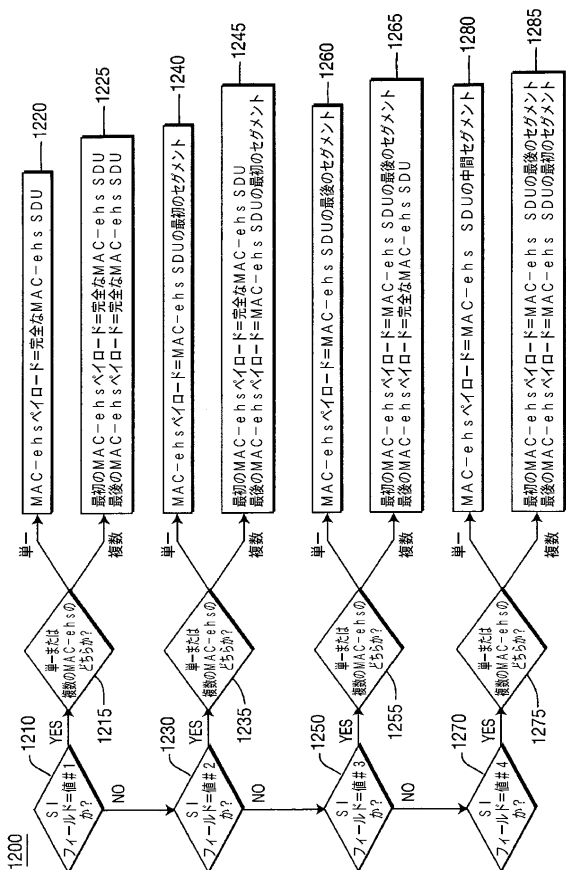 1200
1210
SI
フィールド=値#1
か?
YES
NO
1215
単一または
複数のMAC-ehsの
どちらか?
単一
複数
MAC-ehsペイロード=完全なMAC-ehs SDU
1220
最初のMAC-ehsペイロード=完全なMAC-ehs SDU
最後のMAC-ehsペイロード=完全なMAC-ehs SDU
1225
1230
SI
フィールド=値#2
か?
YES
NO
1235
単一または
複数のMAC-ehsの
どちらか?
単一
複数
MAC-ehsペイロード=MAC-ehs SDUの最初のセグメント
1240
最初のMAC-ehsペイロード=完全なMAC-ehs SDU
最後のMAC-ehsペイロード=MAC-ehs SDUの最初のセグメント
1245
1250
SI
フィールド=値#3
か?
YES
NO
1255
単一または
複数のMAC-ehsの
どちらか?
単一
複数
MAC-ehsペイロード=MAC-ehs SDUの最後のセグメント
1260
最初のMAC-ehsペイロード=MAC-ehs SDUの最後のセグメント
最後のMAC-ehsペイロード=完全なMAC-ehs SDU
1265
1270
SI
フィールド=値#4
か?
YES
1275
単一または
複数のMAC-ehsの
どちらか?
単一
複数
MAC-ehsペイロード=MAC-ehs SDUの中間セグメント
1280
最初のMAC-ehsペイロード=MAC-ehs SDUの最後のセグメント
最後のMAC-ehsペイロード=MAC-ehs SDUの最初のセグメント
1285